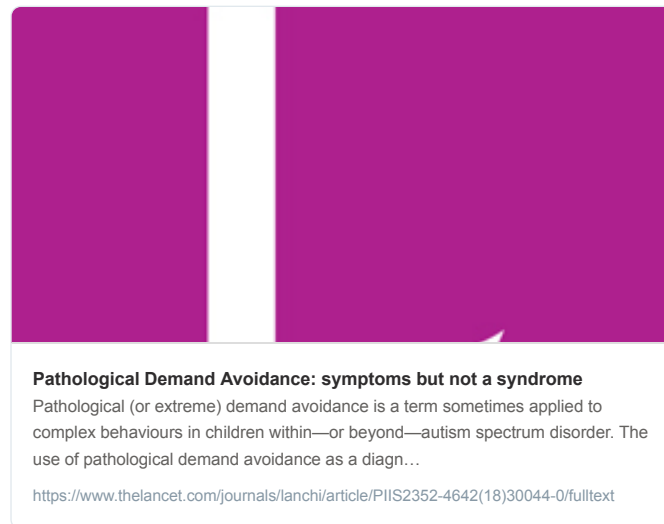 Pathological Demand Avoidance: symptoms but not a syndrome
Pathological (or extreme) demand avoidance is a term sometimes applied to
complex behaviours in children within—or beyond—autism spectrum disorder. The
use of pathological demand avoidance as a diagn…
https://www.thelancet.com/journals/lanchi/article/PIIS2352-4642(18)30044-0/fulltext